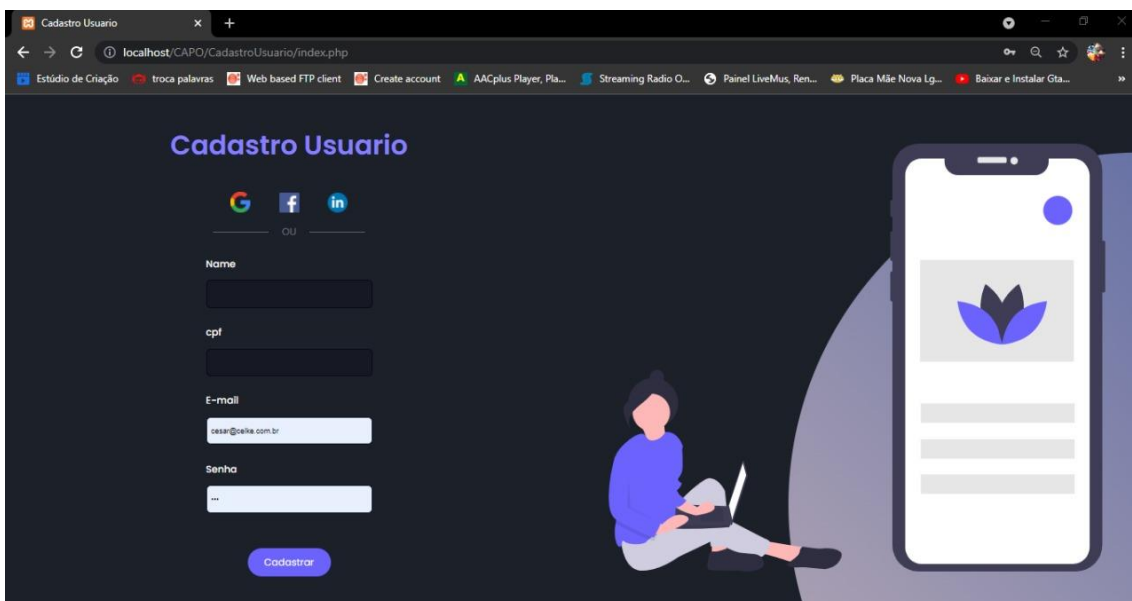 Cadastro Usuario
localhost/CAPO/CadastroUsuario/index.php
Estúdio de Criação troca palavras Web based FTP client Create account AACplus Player, Pla... Streaming Radio O... Painel LiveMus, Ren... Placa Mãe Nova Lg... Baixar e Instalar Gta...
Cadastro Usuario
G f in
OU
Name
cpf
E-mail
cesar@celke.com.br
Senha
Cadastrar